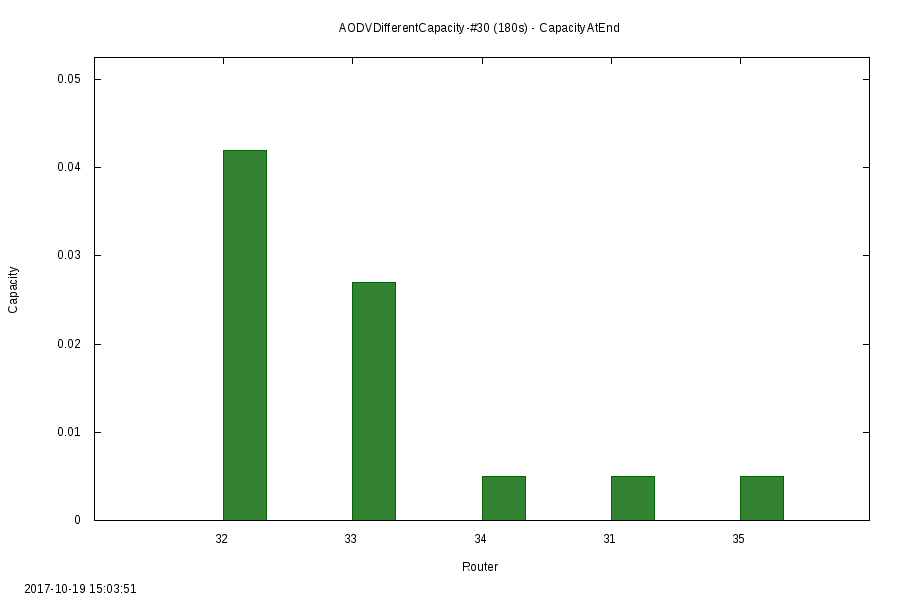 AODVDifferentCapacity-#30 (180s) - CapacityAtEnd
0.05
0.04
0.03
0.02
0.01
0
Capacity
32 33 34 31 35
Router
2017-10-19 15:03:51